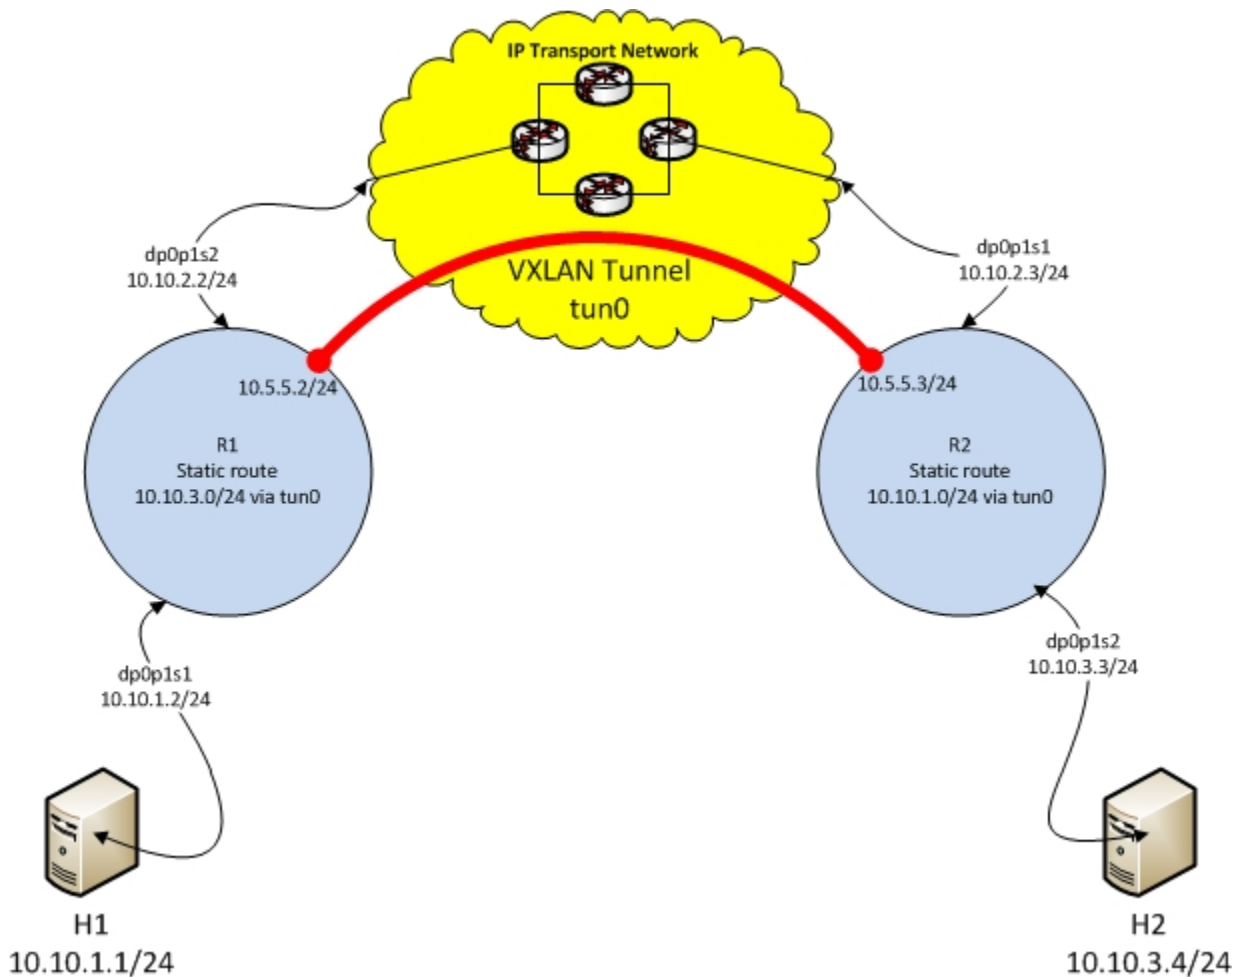 IP Transport Network
VXLAN Tunnel
tun0
dp0p1s2
10.10.2.2/24
dp0p1s1
10.10.2.3/24
10.5.5.2/24
10.5.5.3/24
R1
Static route
10.10.3.0/24 via tun0
R2
Static route
10.10.1.0/24 via tun0
dp0p1s1
10.10.1.2/24
dp0p1s2
10.10.3.3/24
H1
10.10.1.1/24
H2
10.10.3.4/24